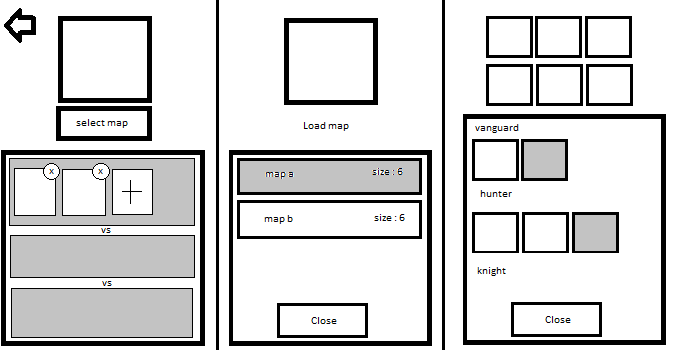 select map
x
x
vs
vs
Load map
map a size : 6
map b size : 6
Close
vanguard
hunter
knight
Close